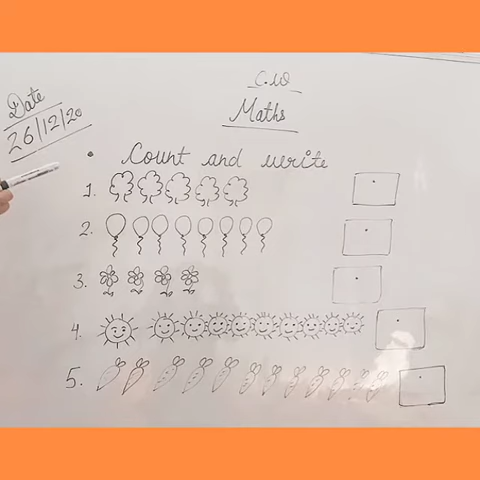 C.W
Maths
Date
26/12/20
Count and write
1.
2.
3.
4.
5.